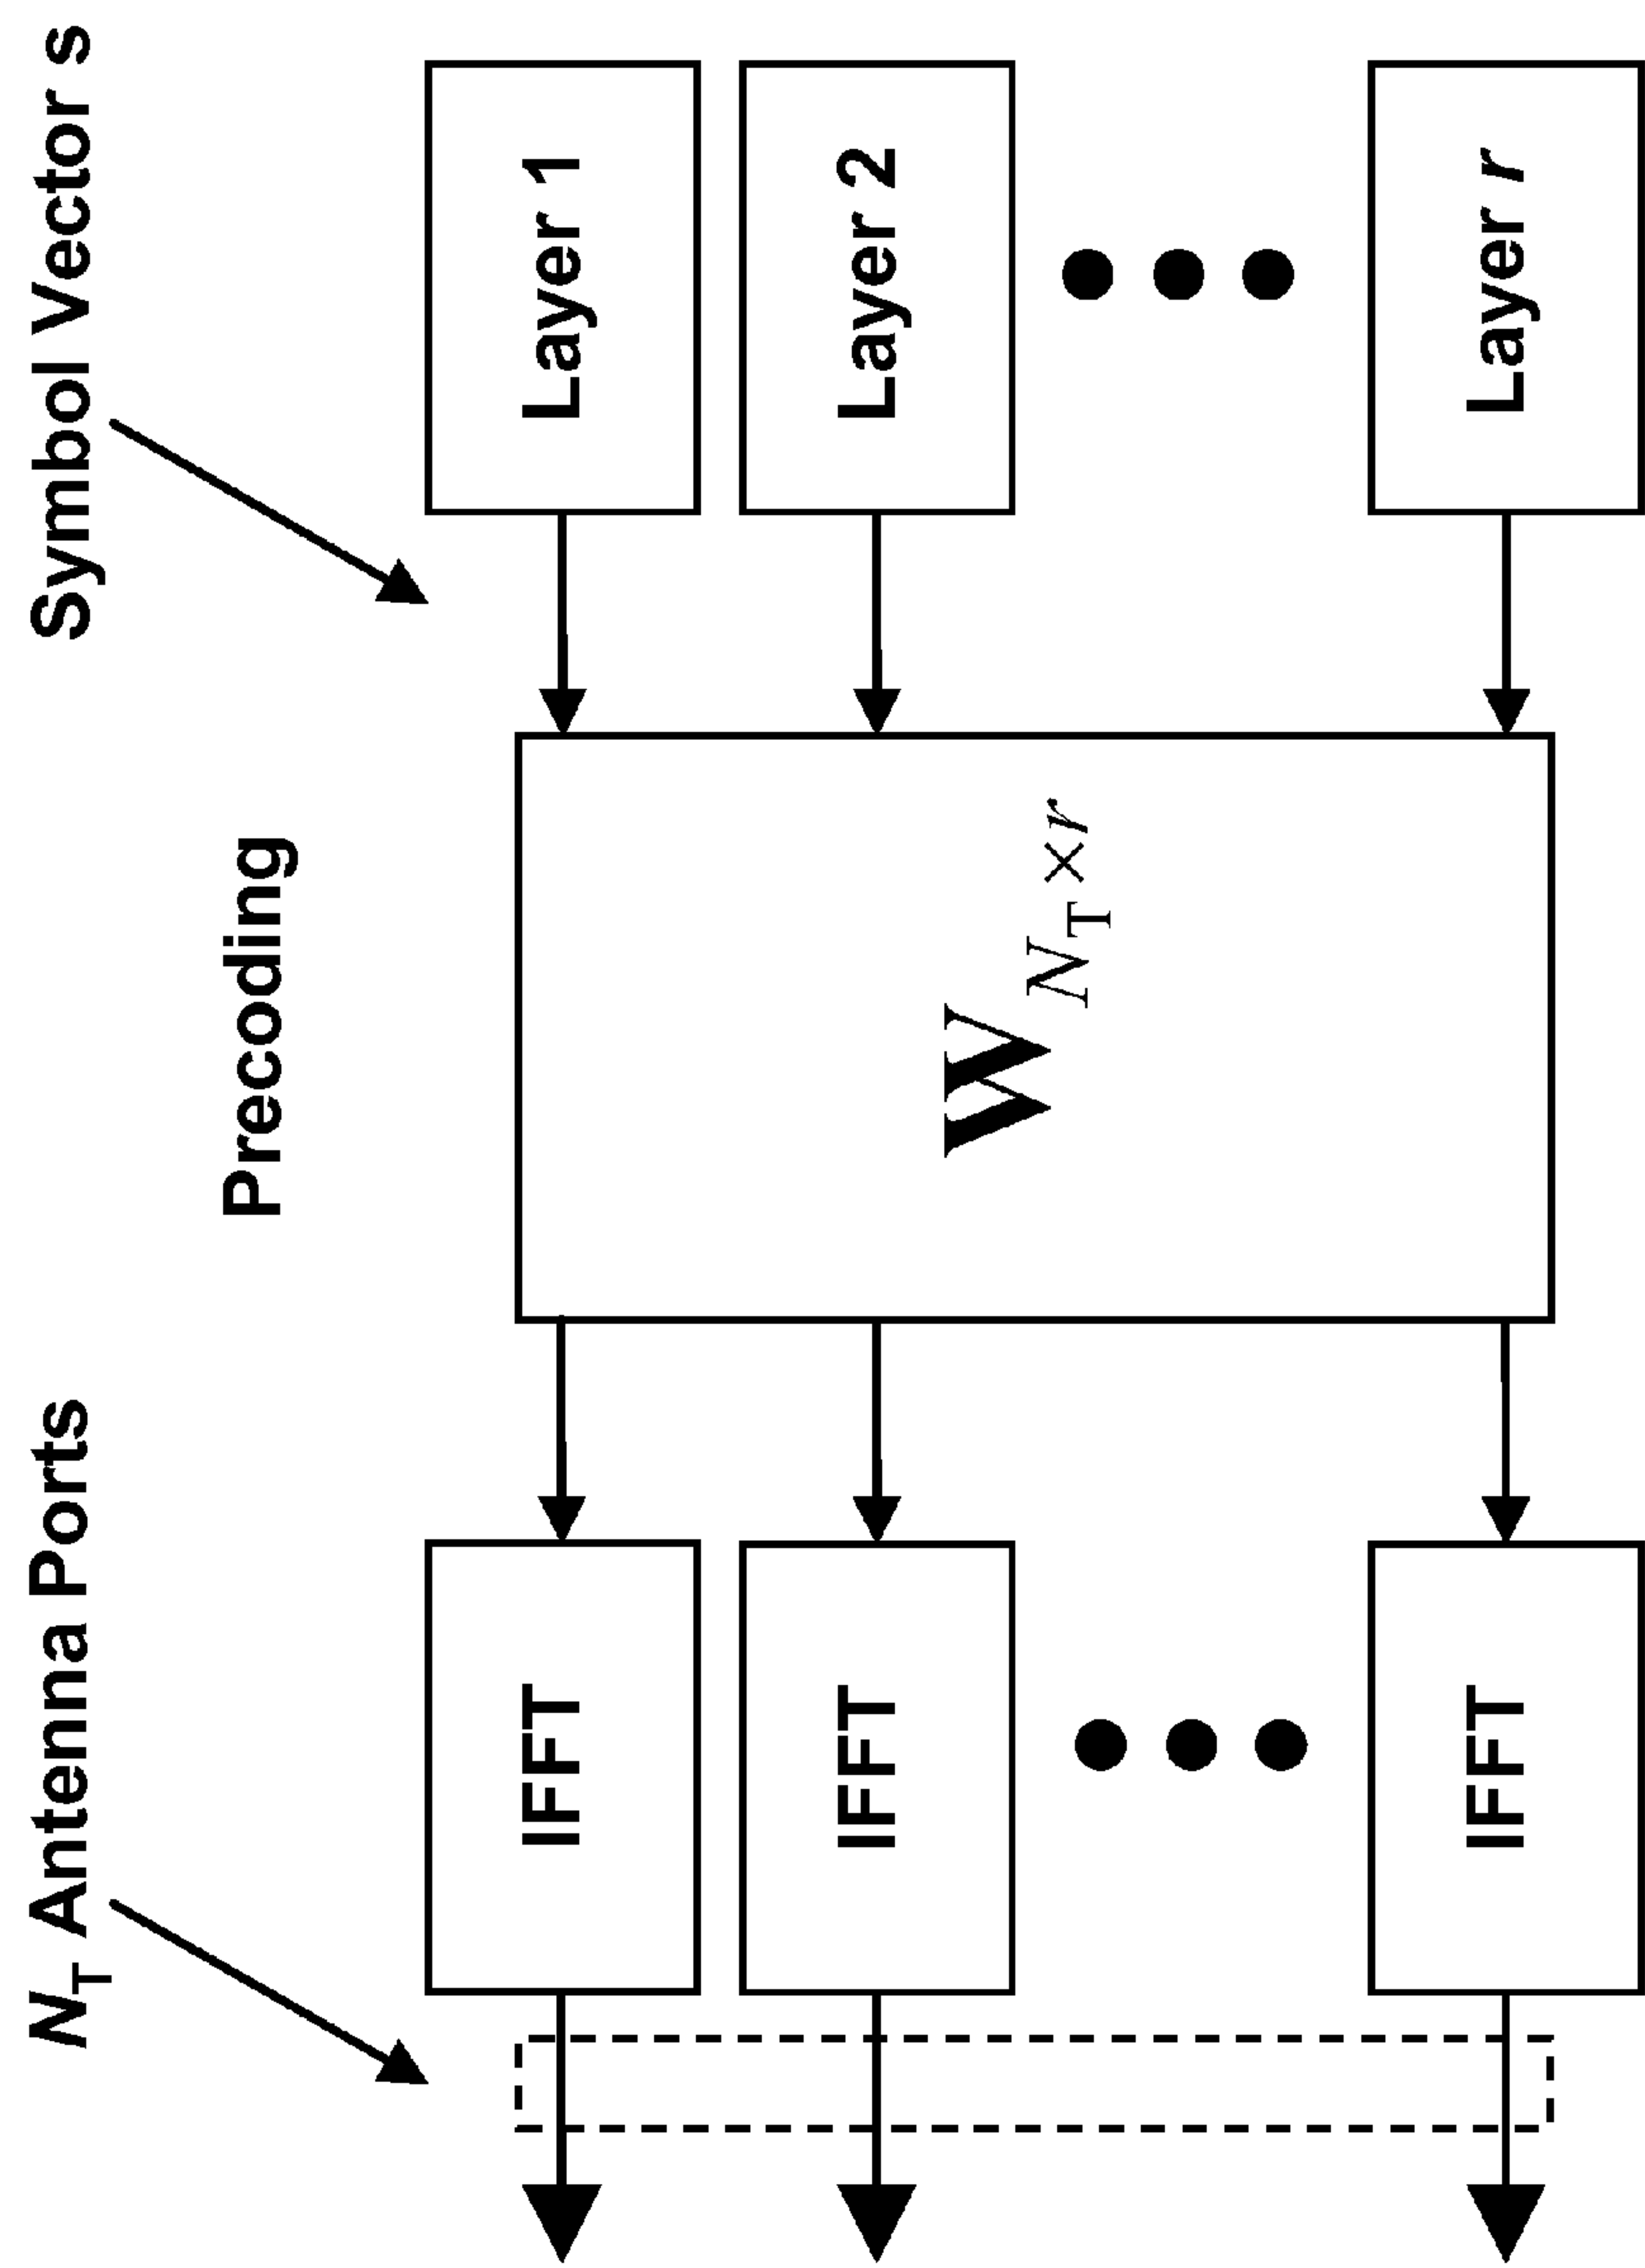 N_T Antenna Ports
Precoding
Symbol Vector s
IFFT
W_{N_T×r}
Layer 1
IFFT
Layer 2
IFFT
Layer r